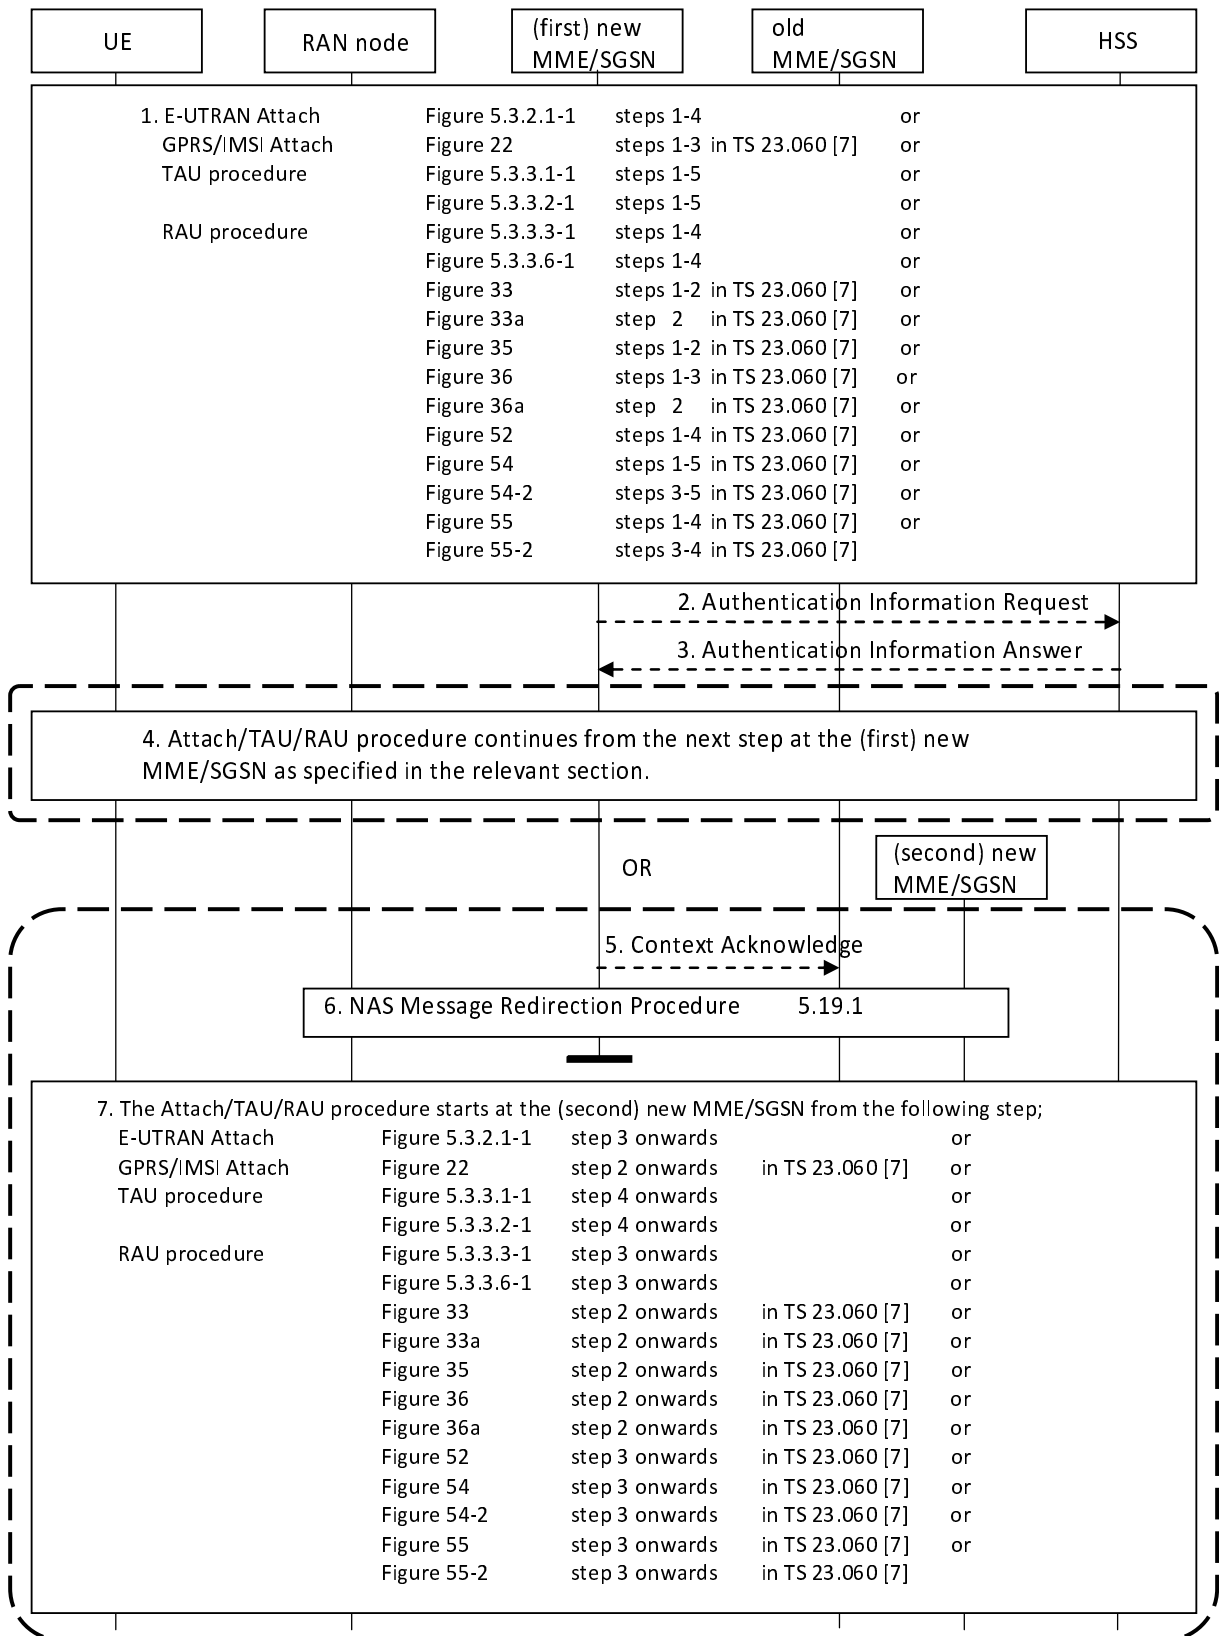 UE
RAN node
(first) new
MME/SGSN
old
MME/SGSN
HSS
1. E-UTRAN Attach Figure 5.3.2.1-1 steps 1-4 or
GPRS/IMSI Attach Figure 22 steps 1-3 in TS 23.060 [7] or
TAU procedure Figure 5.3.3.1-1 steps 1-5 or
Figure 5.3.3.2-1 steps 1-5 or
RAU procedure Figure 5.3.3.3-1 steps 1-4 or
Figure 5.3.3.6-1 steps 1-4 or
Figure 33 steps 1-2 in TS 23.060 [7] or
Figure 33a step 2 in TS 23.060 [7] or
Figure 35 steps 1-2 in TS 23.060 [7] or
Figure 36 steps 1-3 in TS 23.060 [7] or
Figure 36a step 2 in TS 23.060 [7] or
Figure 52 steps 1-4 in TS 23.060 [7] or
Figure 54 steps 1-5 in TS 23.060 [7] or
Figure 54-2 steps 3-5 in TS 23.060 [7] or
Figure 55 steps 1-4 in TS 23.060 [7] or
Figure 55-2 steps 3-4 in TS 23.060 [7]
2. Authentication Information Request
3. Authentication Information Answer
4. Attach/TAU/RAU procedure continues from the next step at the (first) new
MME/SGSN as specified in the relevant section.
OR
(second) new
MME/SGSN
5. Context Acknowledge
6. NAS Message Redirection Procedure 5.19.1
7. The Attach/TAU/RAU procedure starts at the (second) new MME/SGSN from the following step;
E-UTRAN Attach Figure 5.3.2.1-1 step 3 onwards or
GPRS/IMSI Attach Figure 22 step 2 onwards in TS 23.060 [7] or
TAU procedure Figure 5.3.3.1-1 step 4 onwards or
Figure 5.3.3.2-1 step 4 onwards or
RAU procedure Figure 5.3.3.3-1 step 3 onwards or
Figure 5.3.3.6-1 step 3 onwards or
Figure 33 step 2 onwards in TS 23.060 [7] or
Figure 33a step 2 onwards in TS 23.060 [7] or
Figure 35 step 2 onwards in TS 23.060 [7] or
Figure 36 step 2 onwards in TS 23.060 [7] or
Figure 36a step 2 onwards in TS 23.060 [7] or
Figure 52 step 3 onwards in TS 23.060 [7] or
Figure 54 step 3 onwards in TS 23.060 [7] or
Figure 54-2 step 3 onwards in TS 23.060 [7] or
Figure 55 step 3 onwards in TS 23.060 [7] or
Figure 55-2 step 3 onwards in TS 23.060 [7]